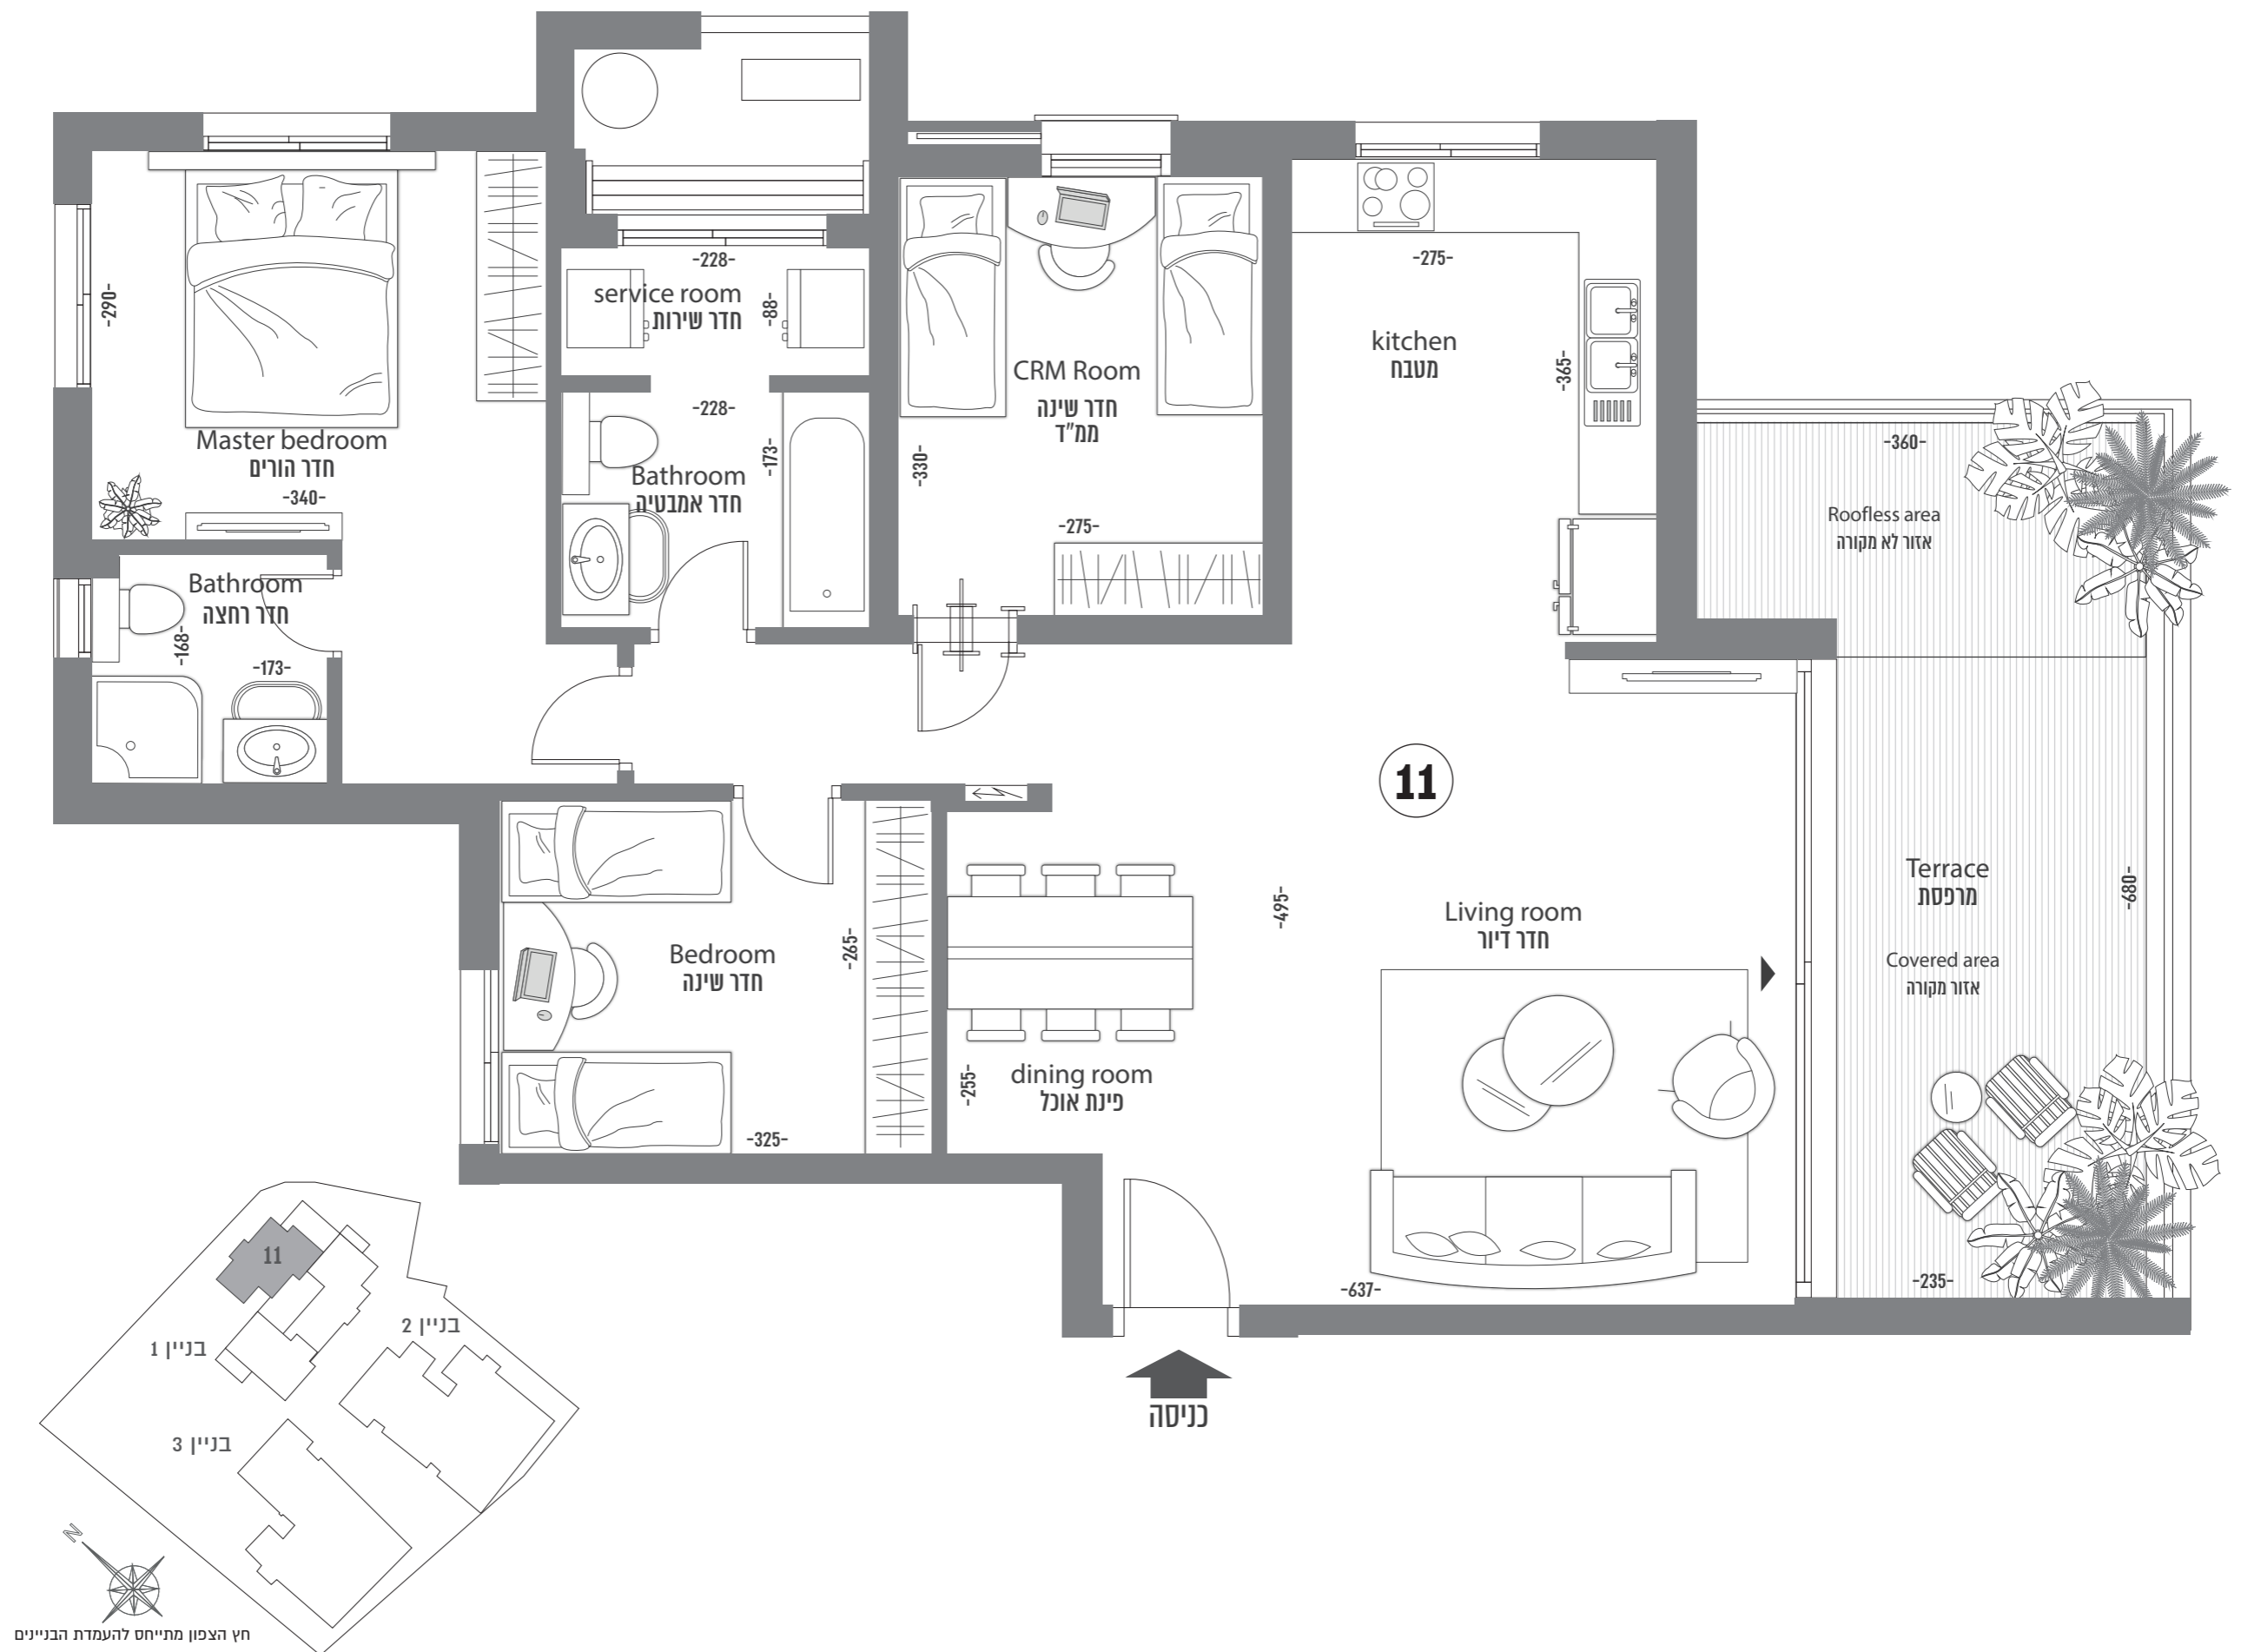 -228-
service room
חדר שירות
-88-
-275-
kitchen
מטבח
-365-
-290-
CRM Room
חדר שינה
ממ"ד
-330-
-275-
-228-
Bathroom
חדר אמבטיה
-173-
Master bedroom
חדר הורים
-340-
-360-
Roofless area
אזור לא מקורה
Bathroom
חדר רחצה
-168-
-173-
11
Terrace
מרפסת
-680-
Covered area
אזור מקורה
-495-
Living room
חדר דיור
Bedroom
חדר שינה
-265-
-325-
-255-
dining room
פינת אוכל
-637-
-235-
כניסה
11
בניין 1
בניין 2
בניין 3
N
חץ הצפון מתייחס להעמדת הבניינים